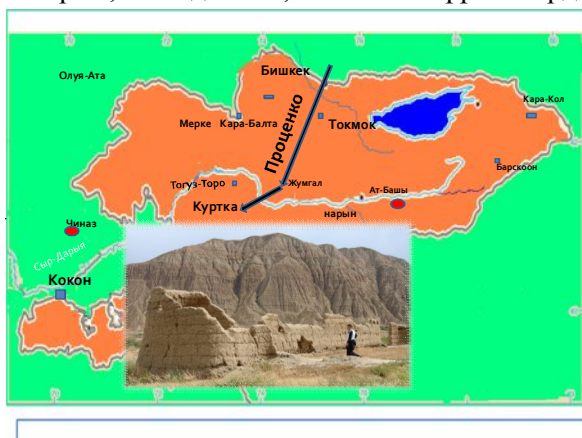 Бишкек
Олуя-Ата
Кара-Кол
Проценко
Мерке
Кара-Балта
Токмок
Барскоон
Тогуз-Торо
Жумгал
Ат-Башы
Куртка
нарын
Чиназ
Сыр-Дарыя
Кокон